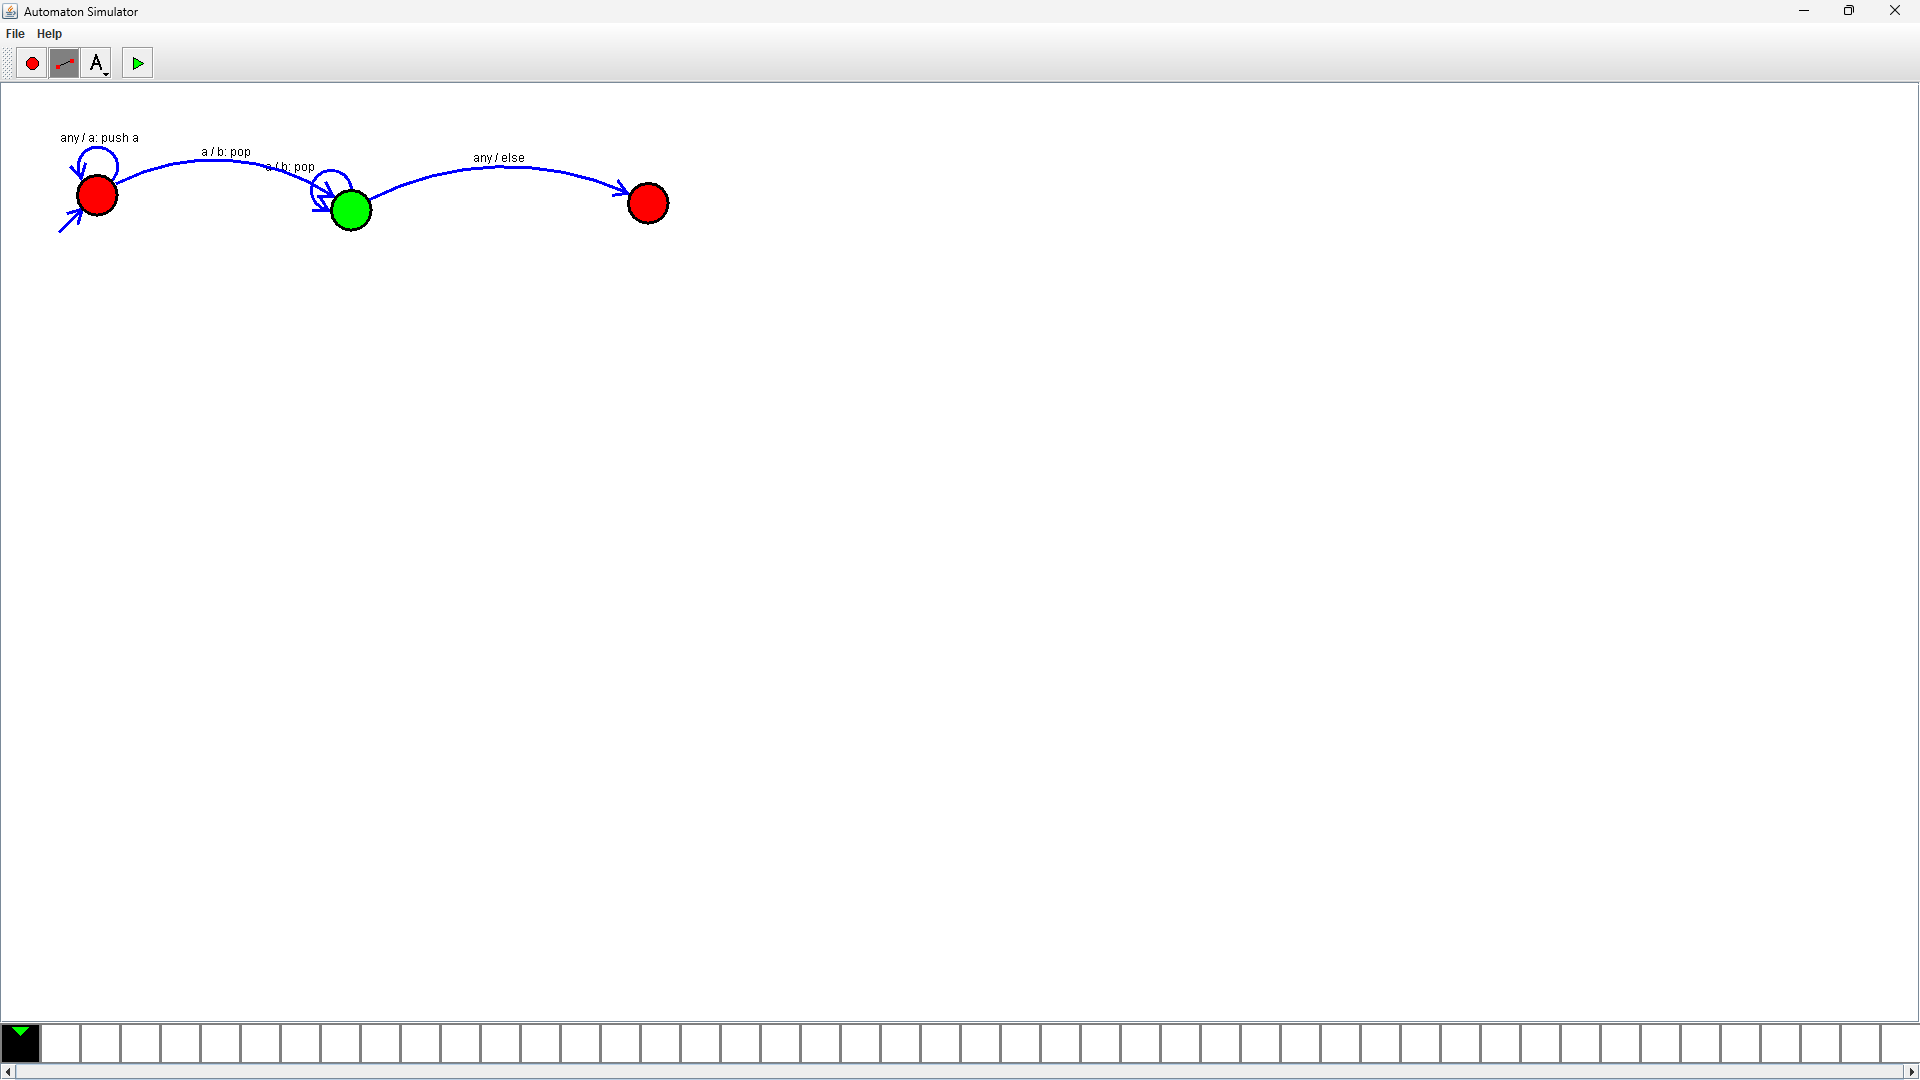 Automaton Simulator
File Help
A
any / a: push a
a / b: pop
a / b: pop
any / else